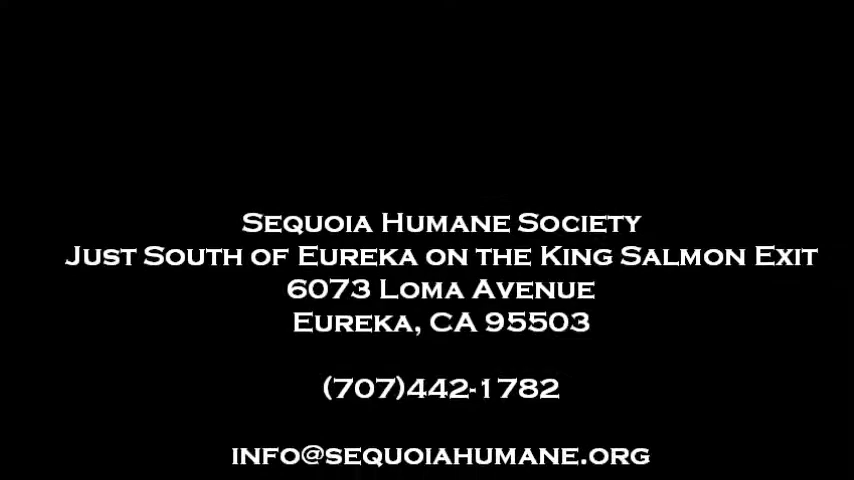 Sequoia Humane Society
Just South of Eureka on the King Salmon Exit
6073 Loma Avenue
Eureka, CA 95503
(707)442-1782
info@sequoiahumane.org